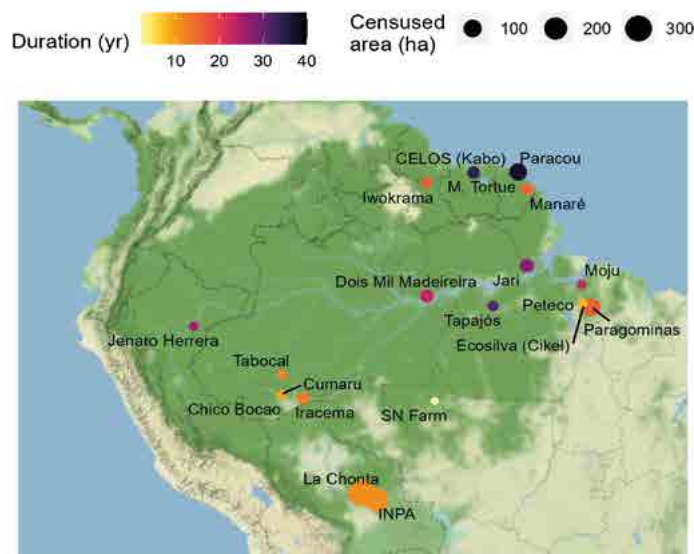 Duration (yr)
10 20 30 40
Censused
area (ha)
100 200 300
CELOS (Kabo)
Paracou
Iwokrama
M. Tortue
Manaré
Dois Mil Madeireira
Jari
Moju
Tapajós
Peteco
Jenaro Herrera
Ecosilva (Cikel)
Paragominas
Tabocal
Cumaru
Chico Bocao
Iracema
SN Farm
La Chonta
INPA